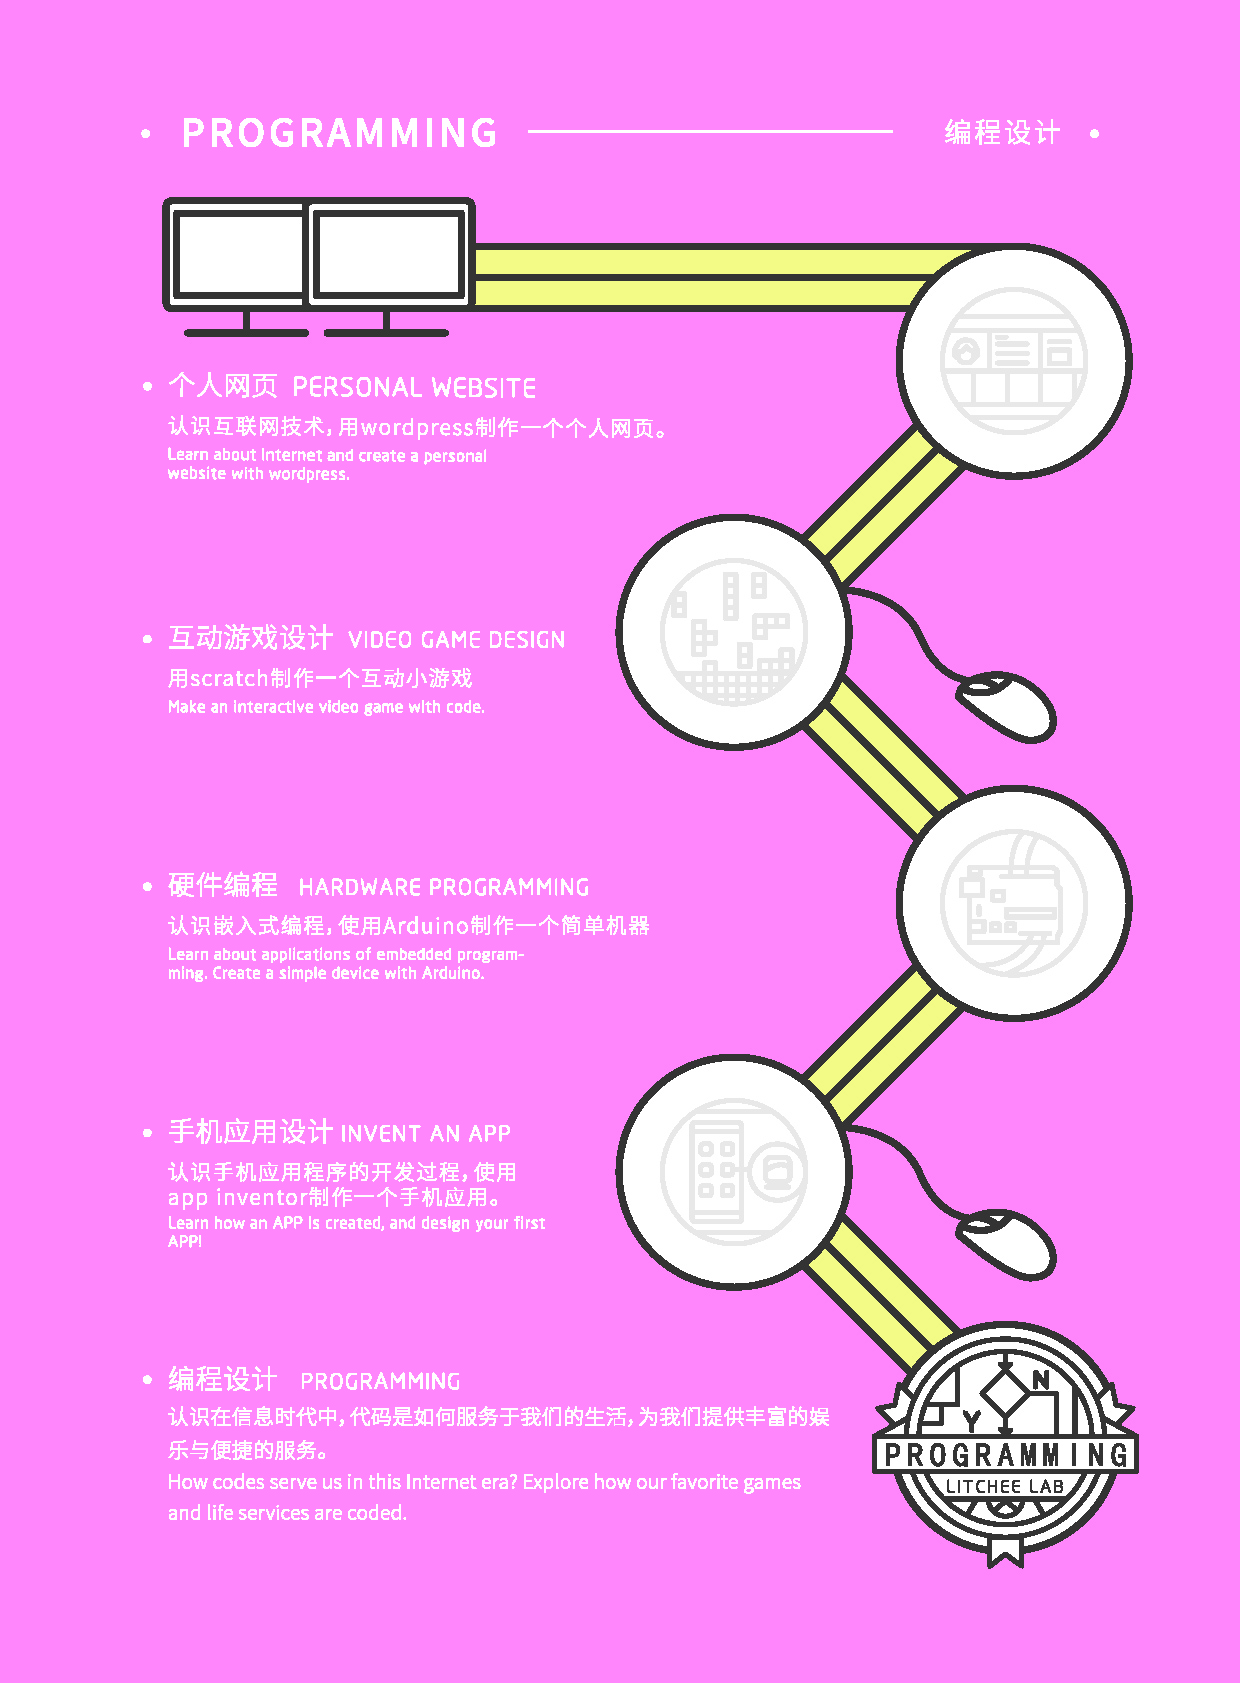 PROGRAMMING 编程设计
个人网页 PERSONAL WEBSITE
认识互联网技术，用wordpress制作一个个人网页。
Learn about Internet and create a personal
website with wordpress.
互动游戏设计 VIDEO GAME DESIGN
用scratch制作一个互动小游戏
Make an interactive video game with code.
硬件编程 HARDWARE PROGRAMMING
认识嵌入式编程，使用Arduino制作一个简单机器
Learn about applications of embedded program-
ming. Create a simple device with Arduino.
手机应用设计 INVENT AN APP
认识手机应用程序的开发过程，使用
app inventor制作一个手机应用。
Learn how an APP is created, and design your first
APP!
编程设计 PROGRAMMING
认识在信息时代中，代码是如何服务于我们的生活，为我们提供丰富的娱
乐与便捷的服务。
How codes serve us in this Internet era? Explore how our favorite games
and life services are coded.
N
Y
PROGRAMMING
LITCHEE LAB